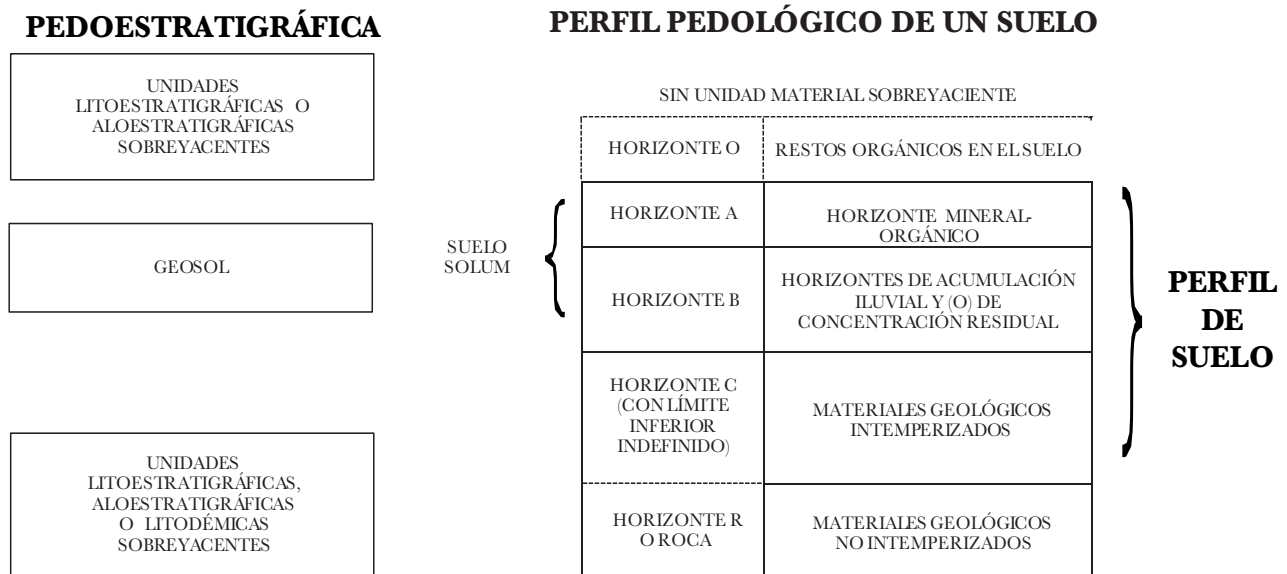 PEDOESTRATIGRÁFICA
UNIDADES
LITOESTRATIGRÁFICAS O
ALOESTRATIGRÁFICAS
SOBREYACENTES
GEOSOL
UNIDADES
LITOESTRATIGRÁFICAS,
ALOESTRATIGRÁFICAS
O LITODÉMICAS
SOBREYACENTES
PERFIL PEDOLÓGICO DE UN SUELO
SIN UNIDAD MATERIAL SOBREYACIENTE
HORIZONTE O
RESTOS ORGÁNICOS EN EL SUELO
SUELO
SOLUM
HORIZONTE A
HORIZONTE MINERAL-
ORGÁNICO
HORIZONTE B
HORIZONTES DE ACUMULACIÓN
ILUVIAL Y (O) DE
CONCENTRACIÓN RESIDUAL
HORIZONTE C
(CON LÍMITE
INFERIOR
INDEFINIDO)
MATERIALES GEOLÓGICOS
INTEMPERIZADOS
HORIZONTE R
O ROCA
MATERIALES GEOLÓGICOS
NO INTEMPERIZADOS
PERFIL
DE
SUELO